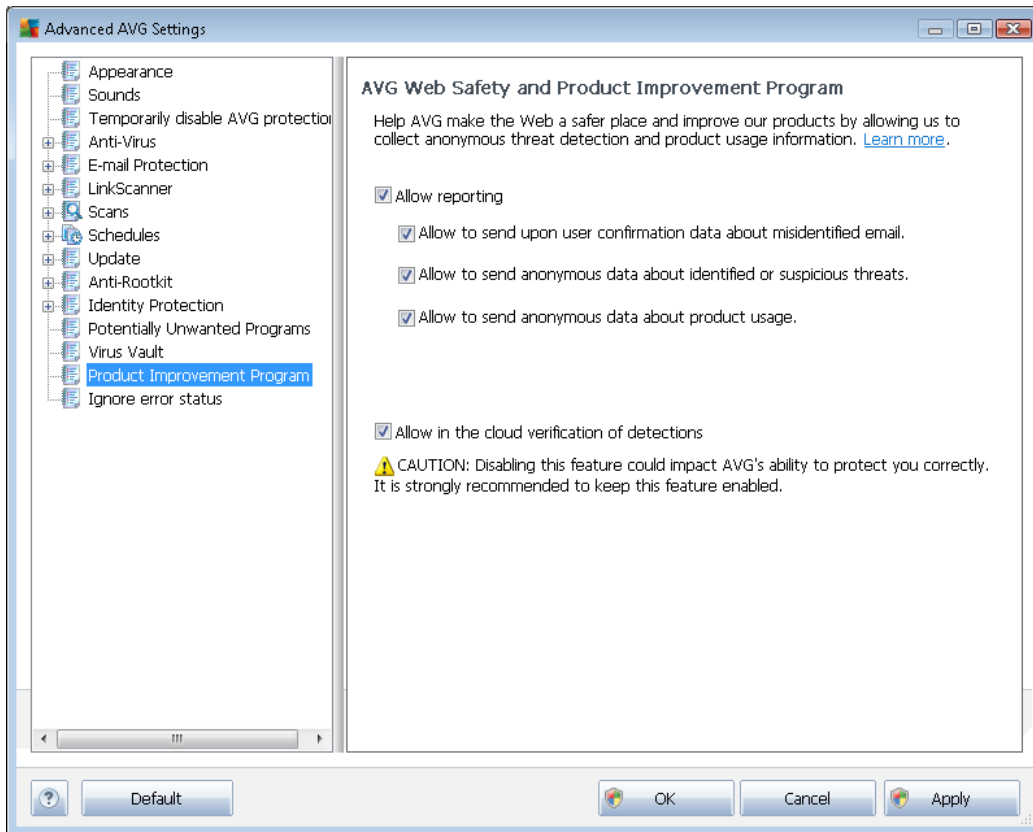 Advanced AVG Settings
Appearance
Sounds
Temporarily disable AVG protection
Anti-Virus
E-mail Protection
LinkScanner
Scans
Schedules
Update
Anti-Rootkit
Identity Protection
Potentially Unwanted Programs
Virus Vault
Product Improvement Program
Ignore error status
AVG Web Safety and Product Improvement Program
Help AVG make the Web a safer place and improve our products by allowing us to
collect anonymous threat detection and product usage information. Learn more.
Allow reporting
Allow to send upon user confirmation data about misidentified email.
Allow to send anonymous data about identified or suspicious threats.
Allow to send anonymous data about product usage.
Allow in the cloud verification of detections
CAUTION: Disabling this feature could impact AVG's ability to protect you correctly.
It is strongly recommended to keep this feature enabled.
?
Default
OK
Cancel
Apply